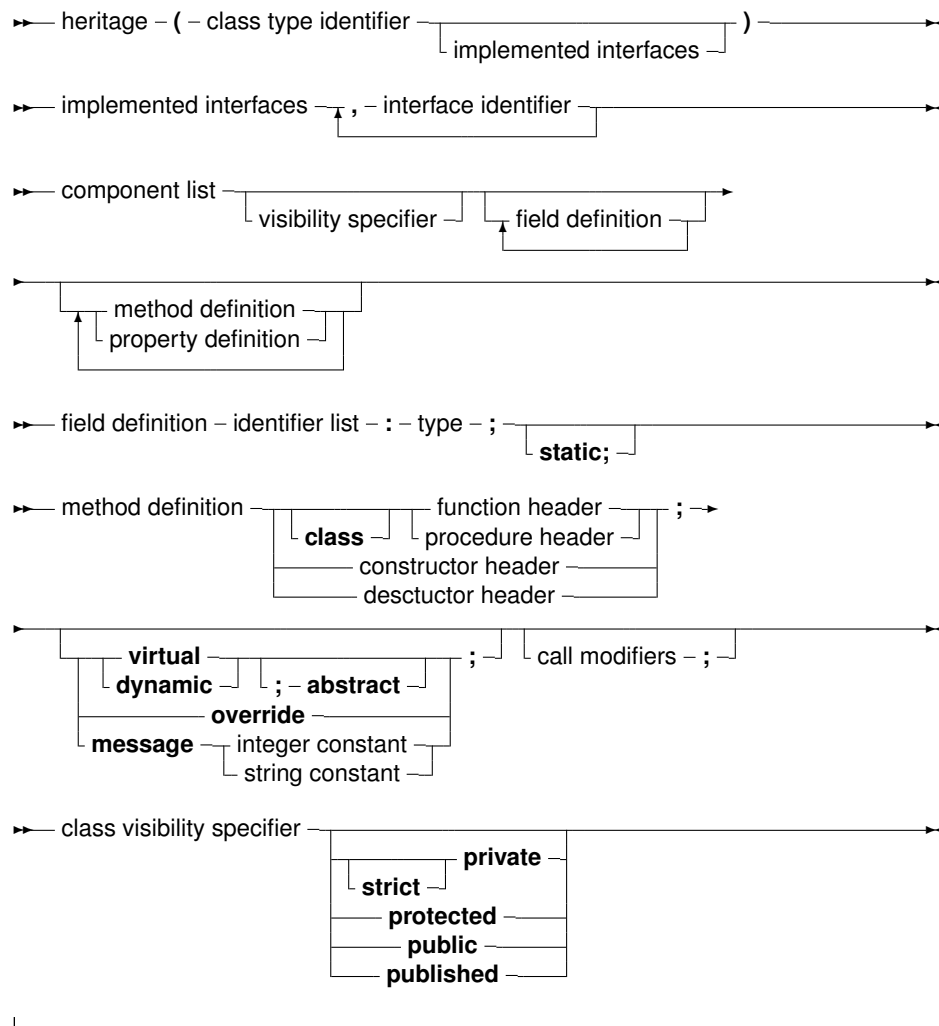 heritage ( class type identifier )
implemented interfaces
implemented interfaces , interface identifier
component list
visibility specifier field definition
method definition
property definition
field definition identifier list : type ;
static;
method definition function header ;
class procedure header
constructor header
desctuctor header
virtual ; call modifiers ;
dynamic ; abstract
override
message integer constant
string constant
class visibility specifier
private
strict
protected
public
published